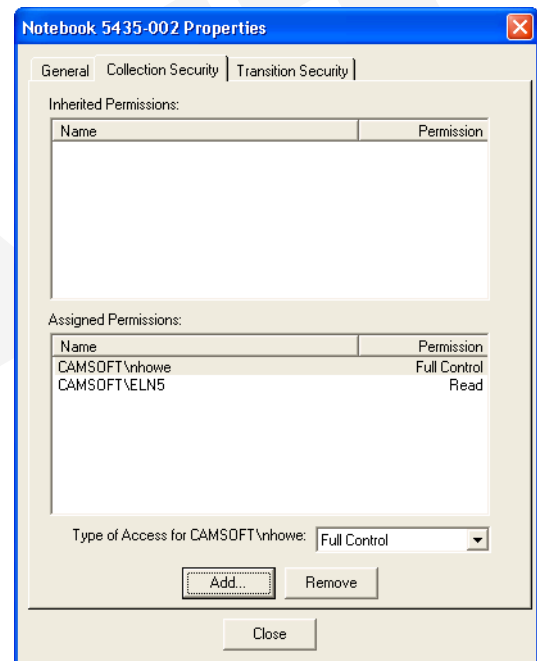 Notebook 5435-002 Properties
General Collection Security Transition Security
Inherited Permissions:
Name Permission
Assigned Permissions:
Name Permission
CAMSOFT\nhowe Full Control
CAMSOFT\ELN5 Read
Type of Access for CAMSOFT\nhowe: Full Control
Add... Remove
Close